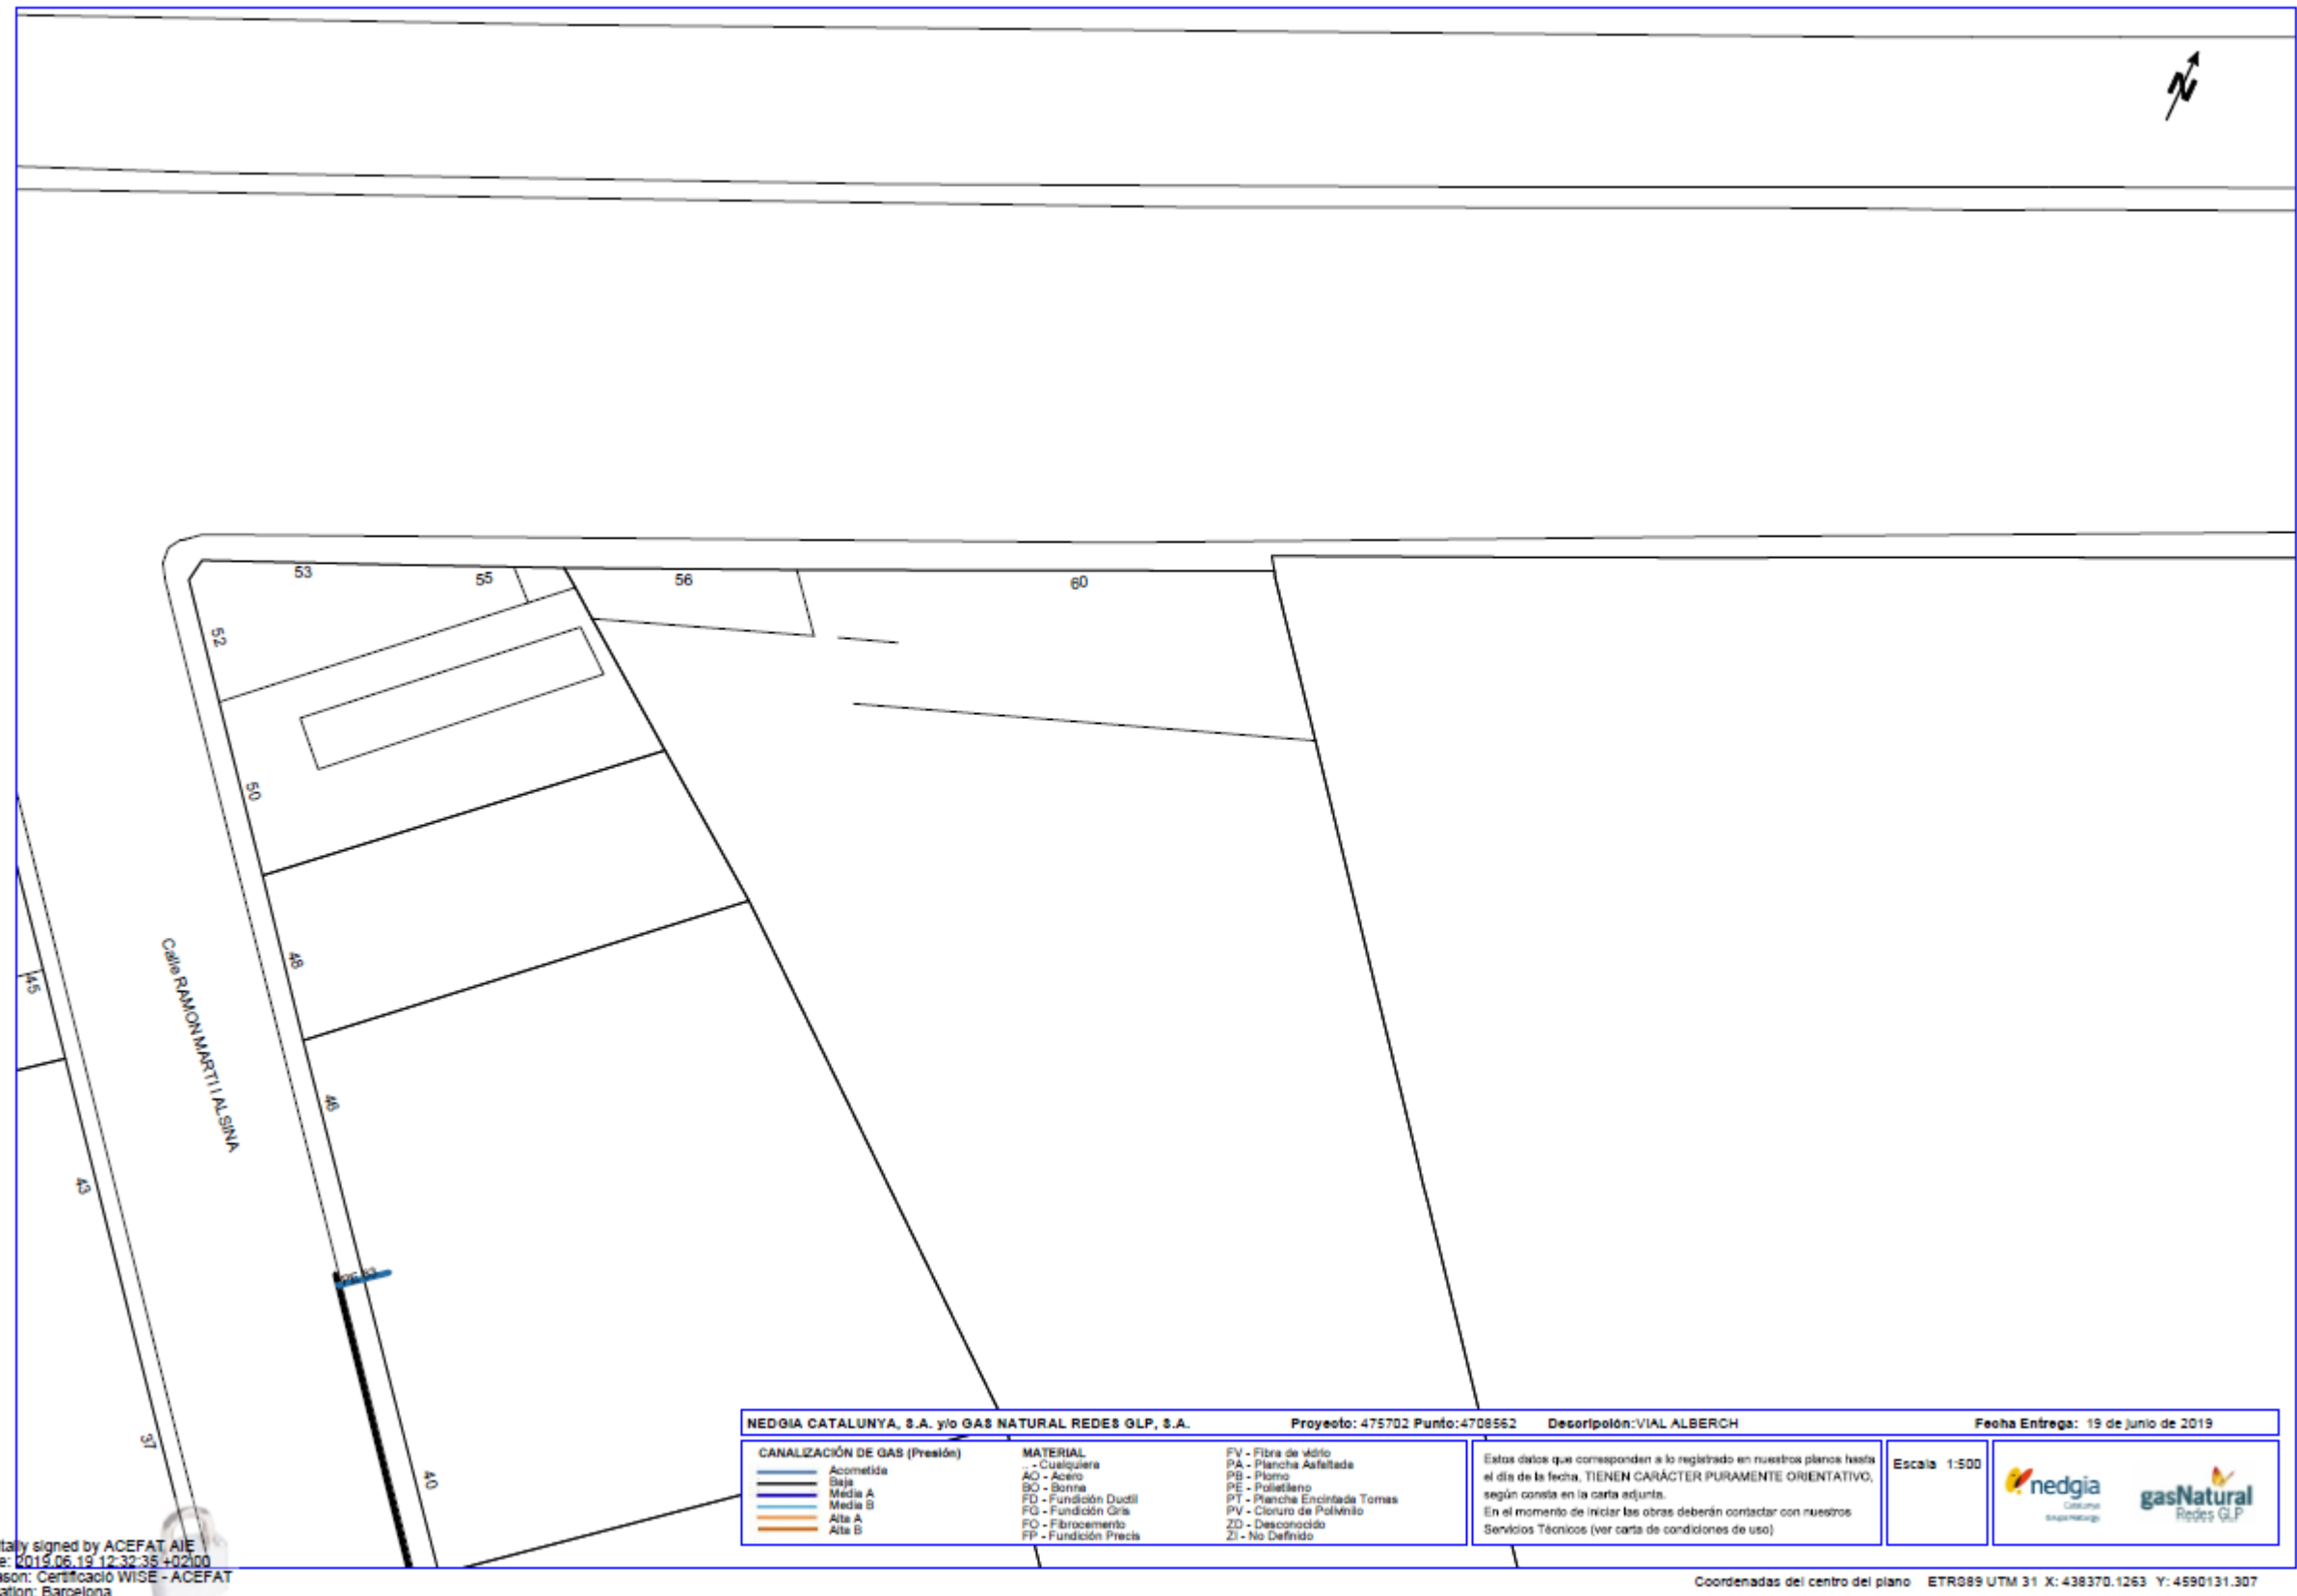 N
53
55
56
60
52
50
48
45
Calle RAMON MARTI I ALSINA
46
43
PE 63
37
40
NEDGIA CATALUNYA, S.A. y/o GAS NATURAL REDES GLP, S.A. Proyecto: 475702 Punto:4708562 Descripción:VIAL ALBERCH Fecha Entrega: 19 de junio de 2019
CANALIZACIÓN DE GAS (Presión)
Acometida
Baja
Media A
Media B
Alta A
Alta B
MATERIAL
.. - Cualquiera
AO - Acero
BO - Bonna
FD - Fundición Ductil
FG - Fundición Gris
FO - Fibrocemento
FP - Fundición Precis
FV - Fibra de vidrio
PA - Plancha Asfaltada
PB - Plomo
PE - Polietileno
PT - Plancha Encintada Tomas
PV - Cloruro de Polivinilo
ZD - Desconocido
ZI - No Definido
Estos datos que corresponden a lo registrado en nuestros planos hasta
el día de la fecha, TIENEN CARÁCTER PURAMENTE ORIENTATIVO,
según consta en la carta adjunta.
En el momento de iniciar las obras deberán contactar con nuestros
Servicios Técnicos (ver carta de condiciones de uso)
Escala 1:500
nedgia
Catalunya
Grupo Naturgy
gasNatural
Redes GLP
tally signed by ACEFAT AIE
e: 2019.06.19 12:32:35 +02:00
ason: Certificació WISE - ACEFAT
ation: Barcelona
Coordenadas del centro del plano ETRS89 UTM 31 X: 438370.1263 Y: 4590131.307